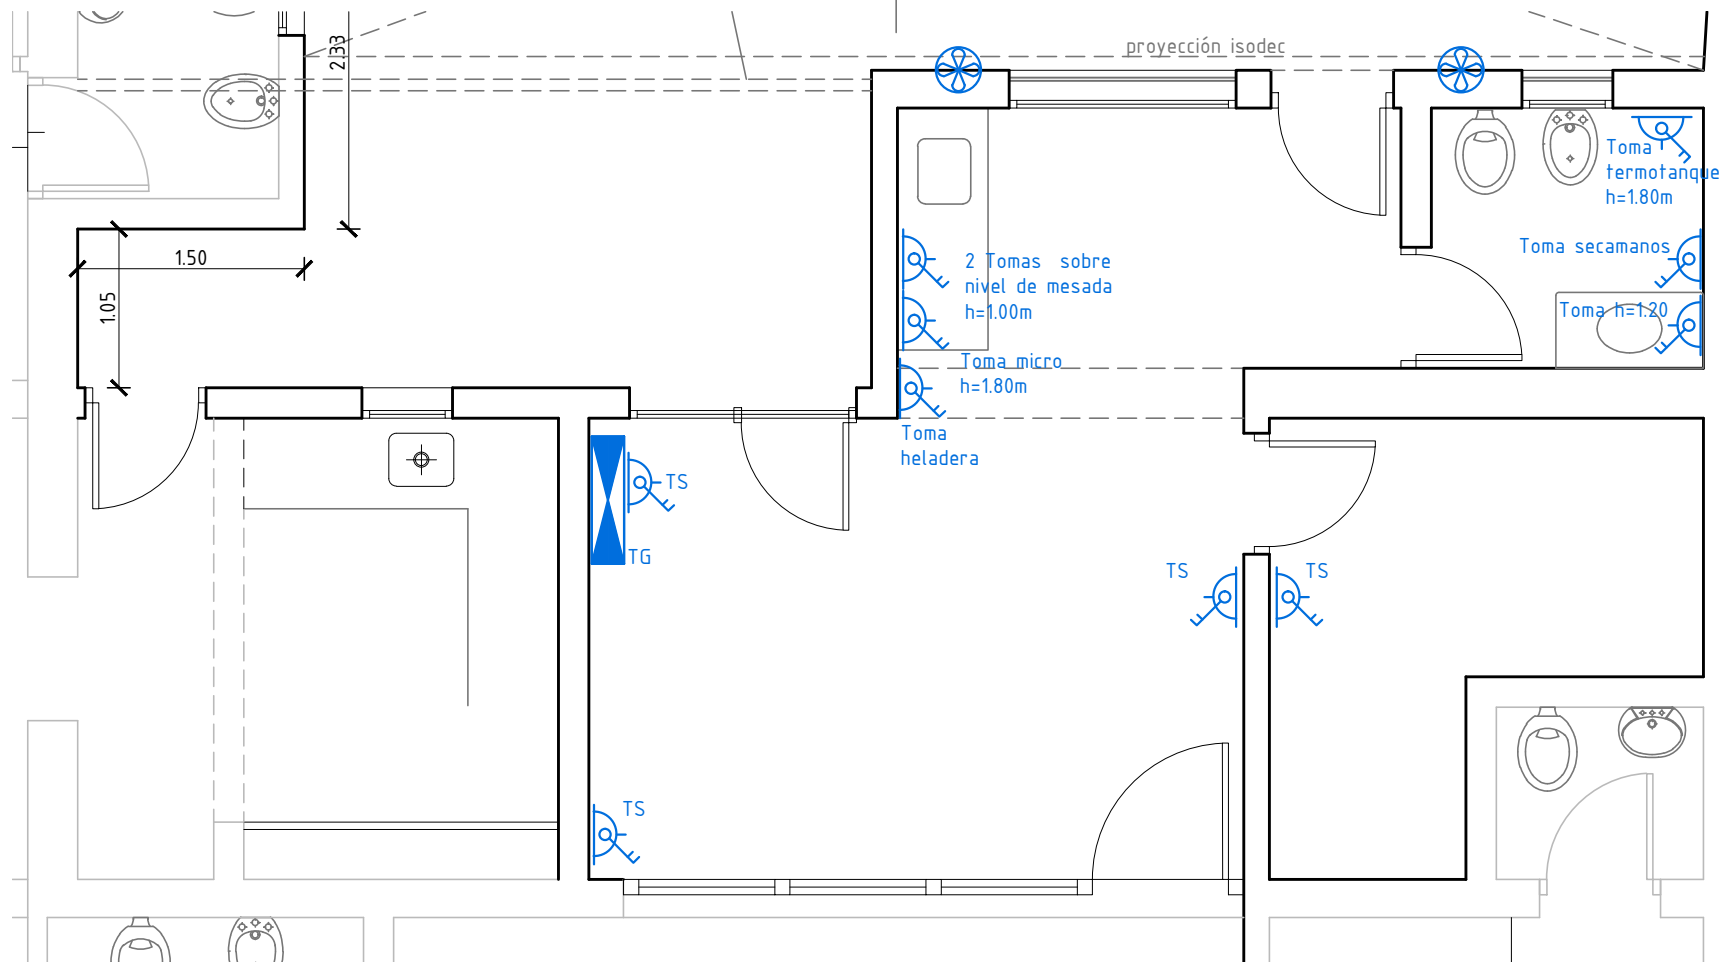 2.33
proyección isodec
Toma
termotanque
h=1.80m
1.50
1.05
2 Tomas sobre
nivel de mesada
h=1.00m
Toma secamanos
Toma h=1.20
Toma micro
h=1.80m
Toma
heladera
TS
TG
TS
TS
TS